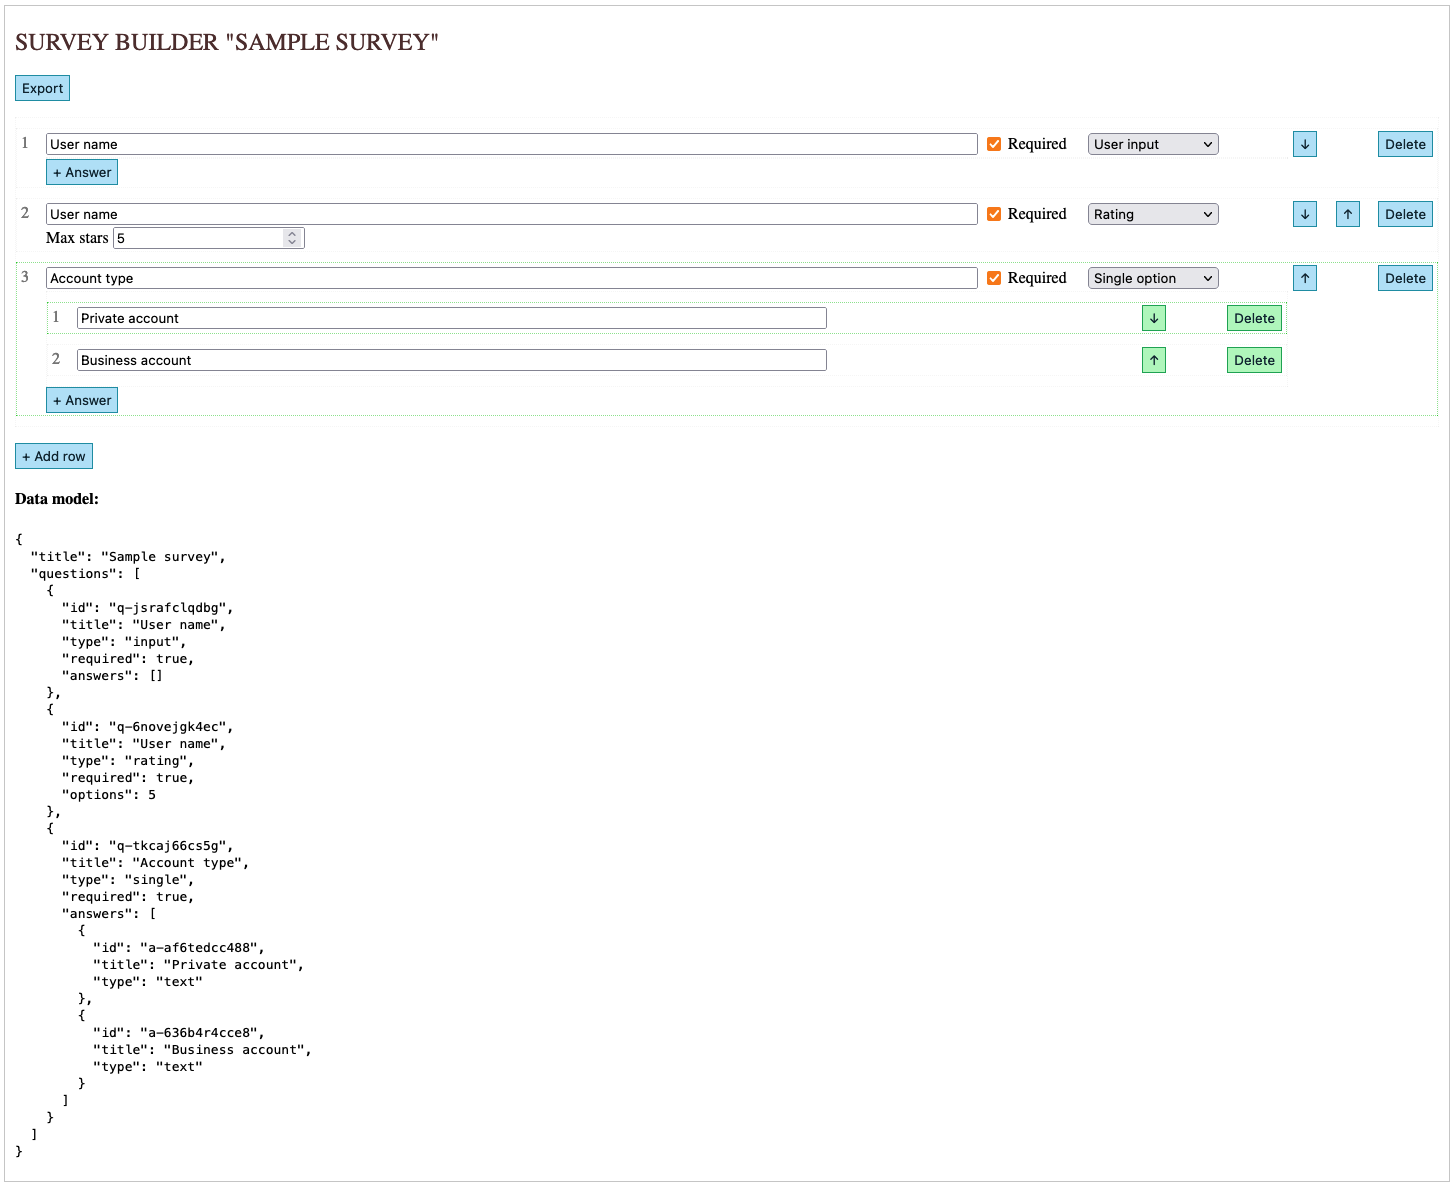 SURVEY BUILDER "SAMPLE SURVEY"
Export
1 User name Required User input ↓ Delete
+ Answer
2 User name Required Rating ↓ ↑ Delete
Max stars 5
3 Account type Required Single option ↑ Delete
1 Private account ↓ Delete
2 Business account ↑ Delete
+ Answer
+ Add row
Data model:
{
  "title": "Sample survey",
  "questions": [
    {
      "id": "q-jsrafclqdbg",
      "title": "User name",
      "type": "input",
      "required": true,
      "answers": []
    },
    {
      "id": "q-6novejgk4ec",
      "title": "User name",
      "type": "rating",
      "required": true,
      "options": 5
    },
    {
      "id": "q-tkcaj66cs5g",
      "title": "Account type",
      "type": "single",
      "required": true,
      "answers": [
        {
          "id": "a-af6tedcc488",
          "title": "Private account",
          "type": "text"
        },
        {
          "id": "a-636b4r4cce8",
          "title": "Business account",
          "type": "text"
        }
      ]
    }
  ]
}